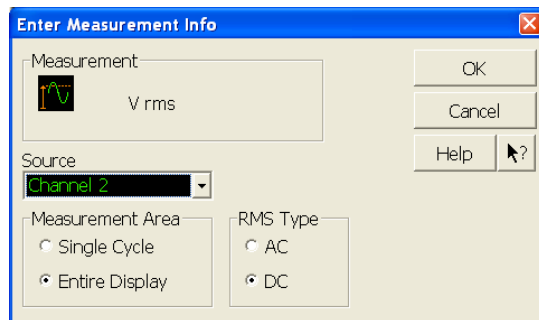 Enter Measurement Info
Measurement
V rms
OK
Cancel
Help
?
Source
Channel 2
Measurement Area
Single Cycle
Entire Display
RMS Type
AC
DC